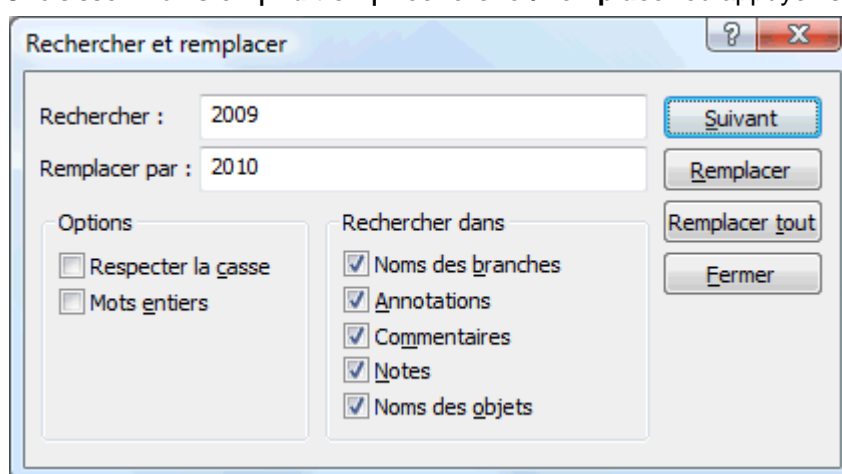 Rechercher et remplacer
Rechercher : 2009 Suivant
Remplacer par : 2010 Remplacer
Options Rechercher dans Remplacer tout
Respecter la casse Noms des branches Fermer
Mots entiers Annotations
Commentaires
Notes
Noms des objets